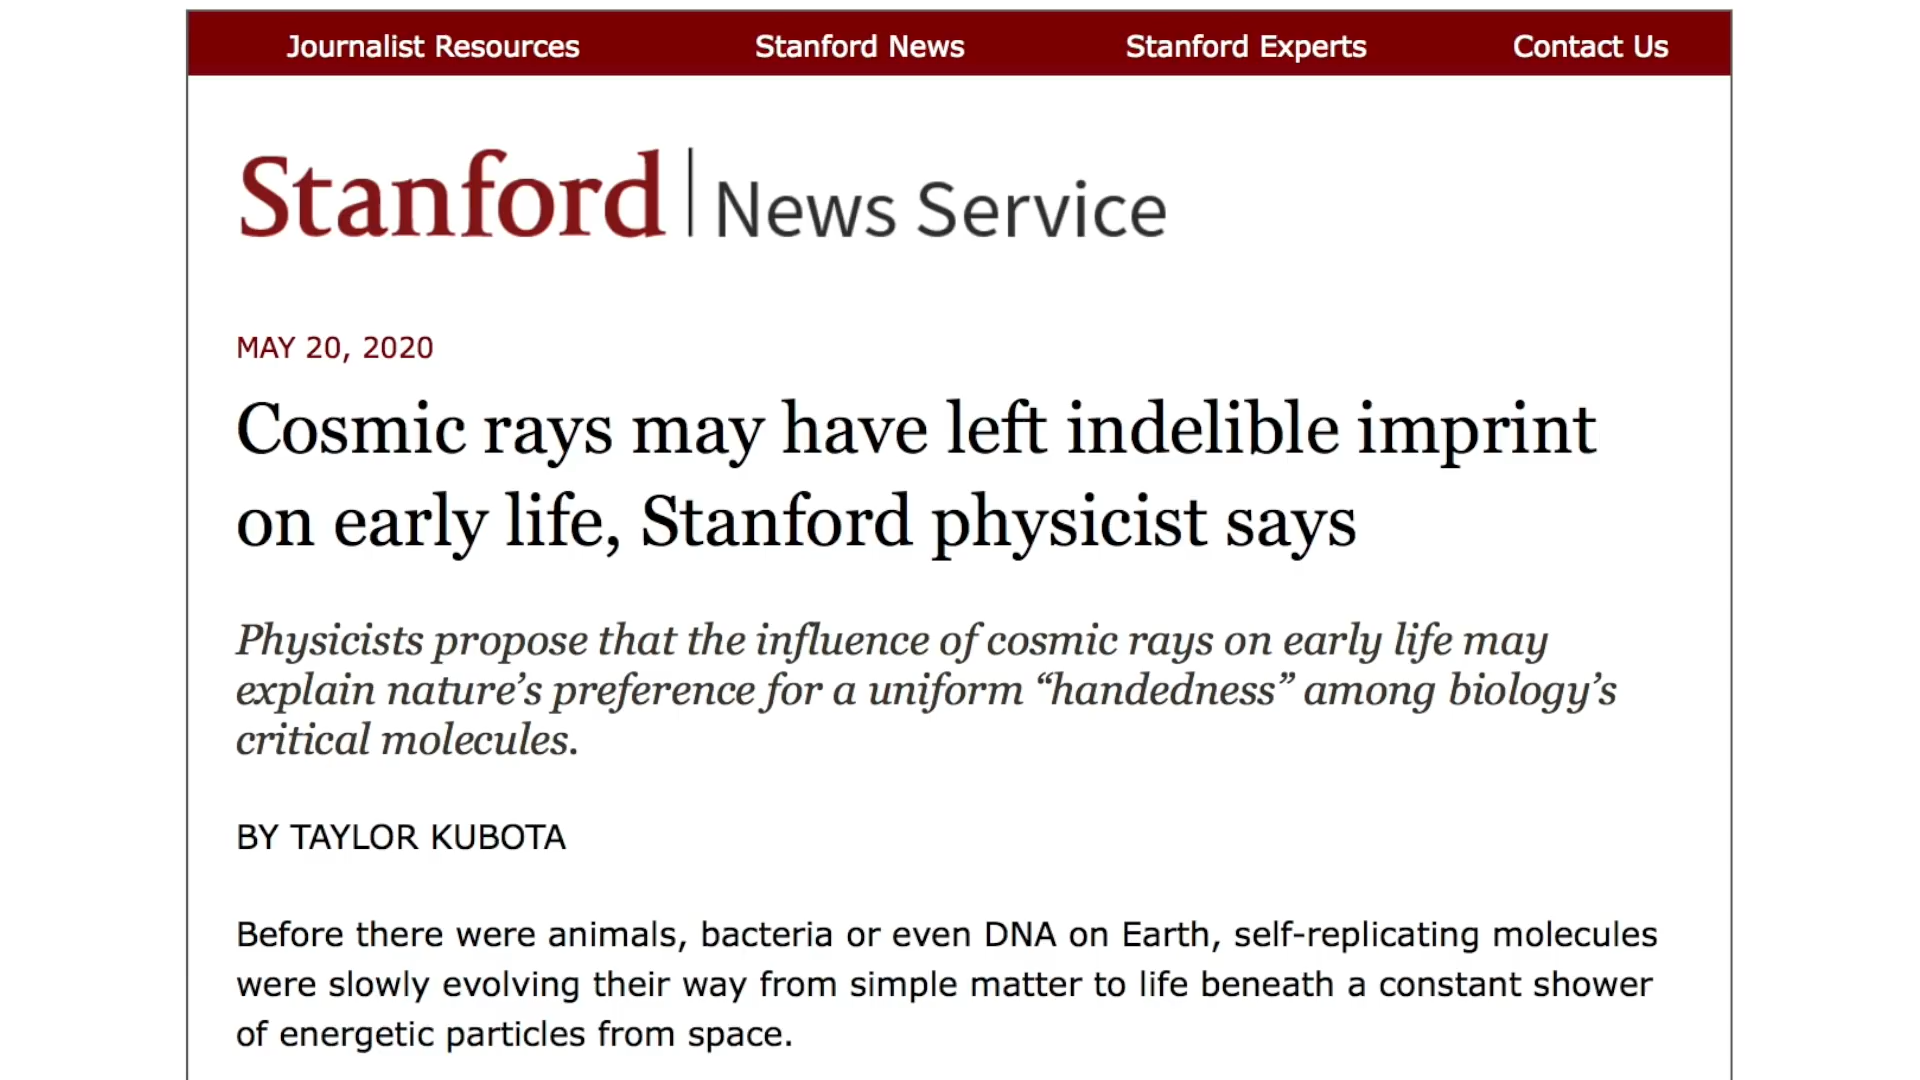 Journalist Resources Stanford News Stanford Experts Contact Us
Stanford | News Service
MAY 20, 2020
Cosmic rays may have left indelible imprint
on early life, Stanford physicist says
Physicists propose that the influence of cosmic rays on early life may
explain nature’s preference for a uniform “handedness” among biology’s
critical molecules.
BY TAYLOR KUBOTA
Before there were animals, bacteria or even DNA on Earth, self-replicating molecules
were slowly evolving their way from simple matter to life beneath a constant shower
of energetic particles from space.